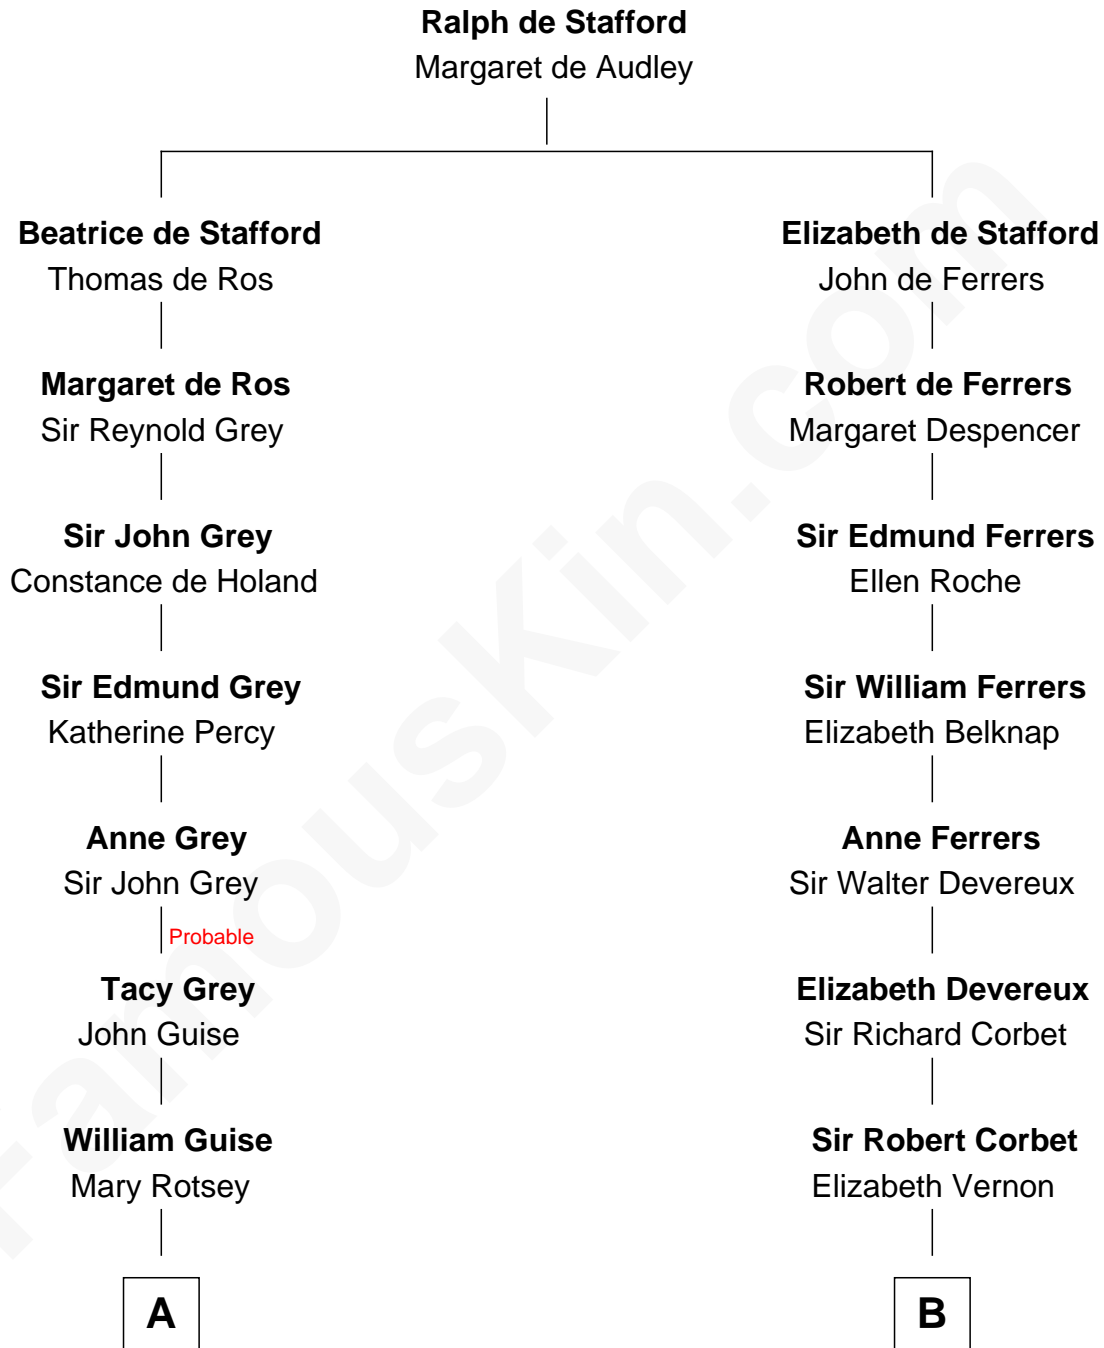 Ralph de Stafford
Margaret de Audley
Beatrice de Stafford
Thomas de Ros
Elizabeth de Stafford
John de Ferrers
Margaret de Ros
Sir Reynold Grey
Robert de Ferrers
Margaret Despencer
Sir John Grey
Constance de Holand
Sir Edmund Ferrers
Ellen Roche
Sir Edmund Grey
Katherine Percy
Sir William Ferrers
Elizabeth Belknap
Anne Grey
Sir John Grey
Anne Ferrers
Sir Walter Devereux
Probable
Tacy Grey
John Guise
Elizabeth Devereux
Sir Richard Corbet
William Guise
Mary Rotsey
Sir Robert Corbet
Elizabeth Vernon
A
B
FamousKin.com